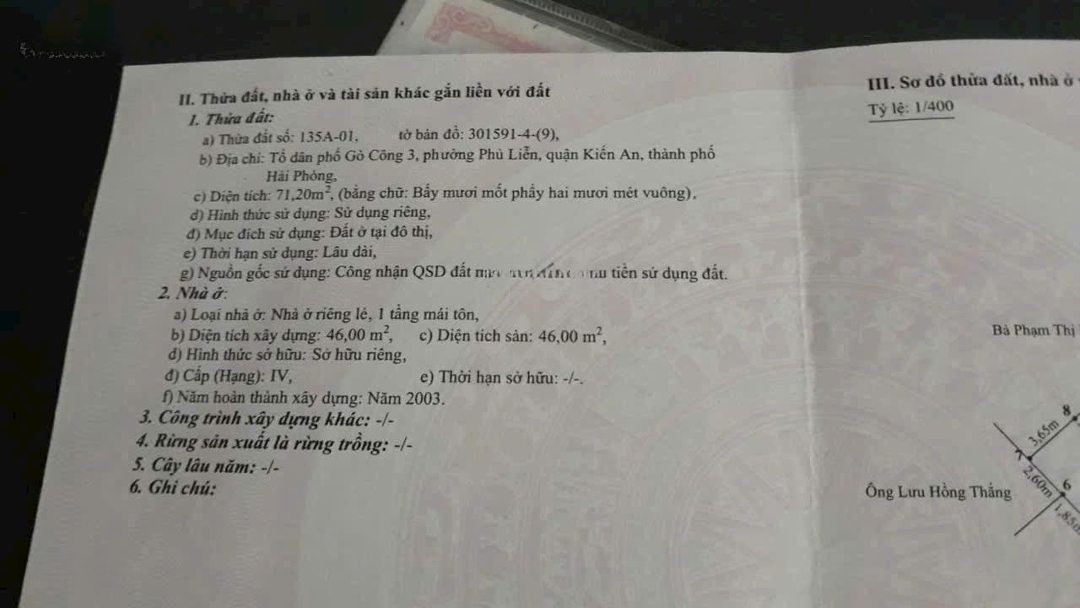 II. Thửa đất, nhà ở và tài sản khác gắn liền với đất
1. Thửa đất:
a) Thửa đất số: 135A-01, tờ bản đồ: 301591-4-(9),
b) Địa chỉ: Tổ dân phố Gò Công 3, phường Phù Liễn, quận Kiến An, thành phố
Hải Phòng,
c) Diện tích: 71,20m², (bằng chữ: Bẩy mươi mốt phẩy hai mươi mét vuông),
d) Hình thức sử dụng: Sử dụng riêng,
đ) Mục đích sử dụng: Đất ở tại đô thị,
e) Thời hạn sử dụng: Lâu dài,
g) Nguồn gốc sử dụng: Công nhận QSD đất tiền sử dụng đất.
2. Nhà ở:
a) Loại nhà ở: Nhà ở riêng lẻ, 1 tầng mái tôn,
b) Diện tích xây dựng: 46,00 m², c) Diện tích sàn: 46,00 m²,
d) Hình thức sở hữu: Sở hữu riêng,
đ) Cấp (Hạng): IV, e) Thời hạn sở hữu: -/-.
f) Năm hoàn thành xây dựng: Năm 2003.
3. Công trình xây dựng khác: -/-
4. Rừng sản xuất là rừng trồng: -/-
5. Cây lâu năm: -/-
6. Ghi chú:
III. Sơ đồ thửa đất, nhà ở
Tỷ lệ: 1/400
Bà Phạm Thị
8
3,65m
2,60m
6
Ông Lưu Hồng Thắng
1,85m